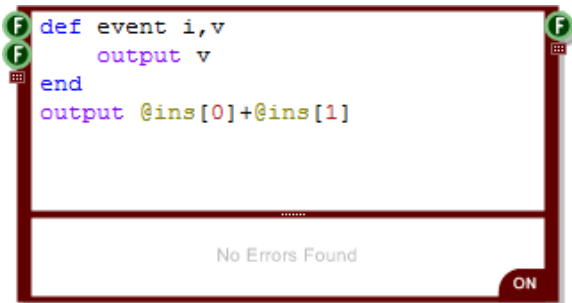 F def event i,v F
F output v
end
output @ins[0]+@ins[1]
No Errors Found
ON